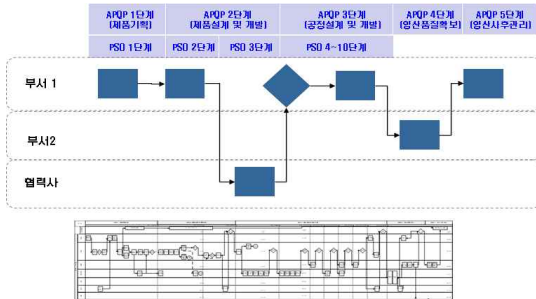 APQP 1단계
(제품기획)
APQP 2단계
(제품설계 및 개발)
APQP 3단계
(공정설계 및 개발)
APQP 4단계
(양산품질확보)
APQP 5단계
(양산사후관리)
PSO 1단계
PSO 2단계
PSO 3단계
PSO 4~10단계
부서 1
부서2
협력사